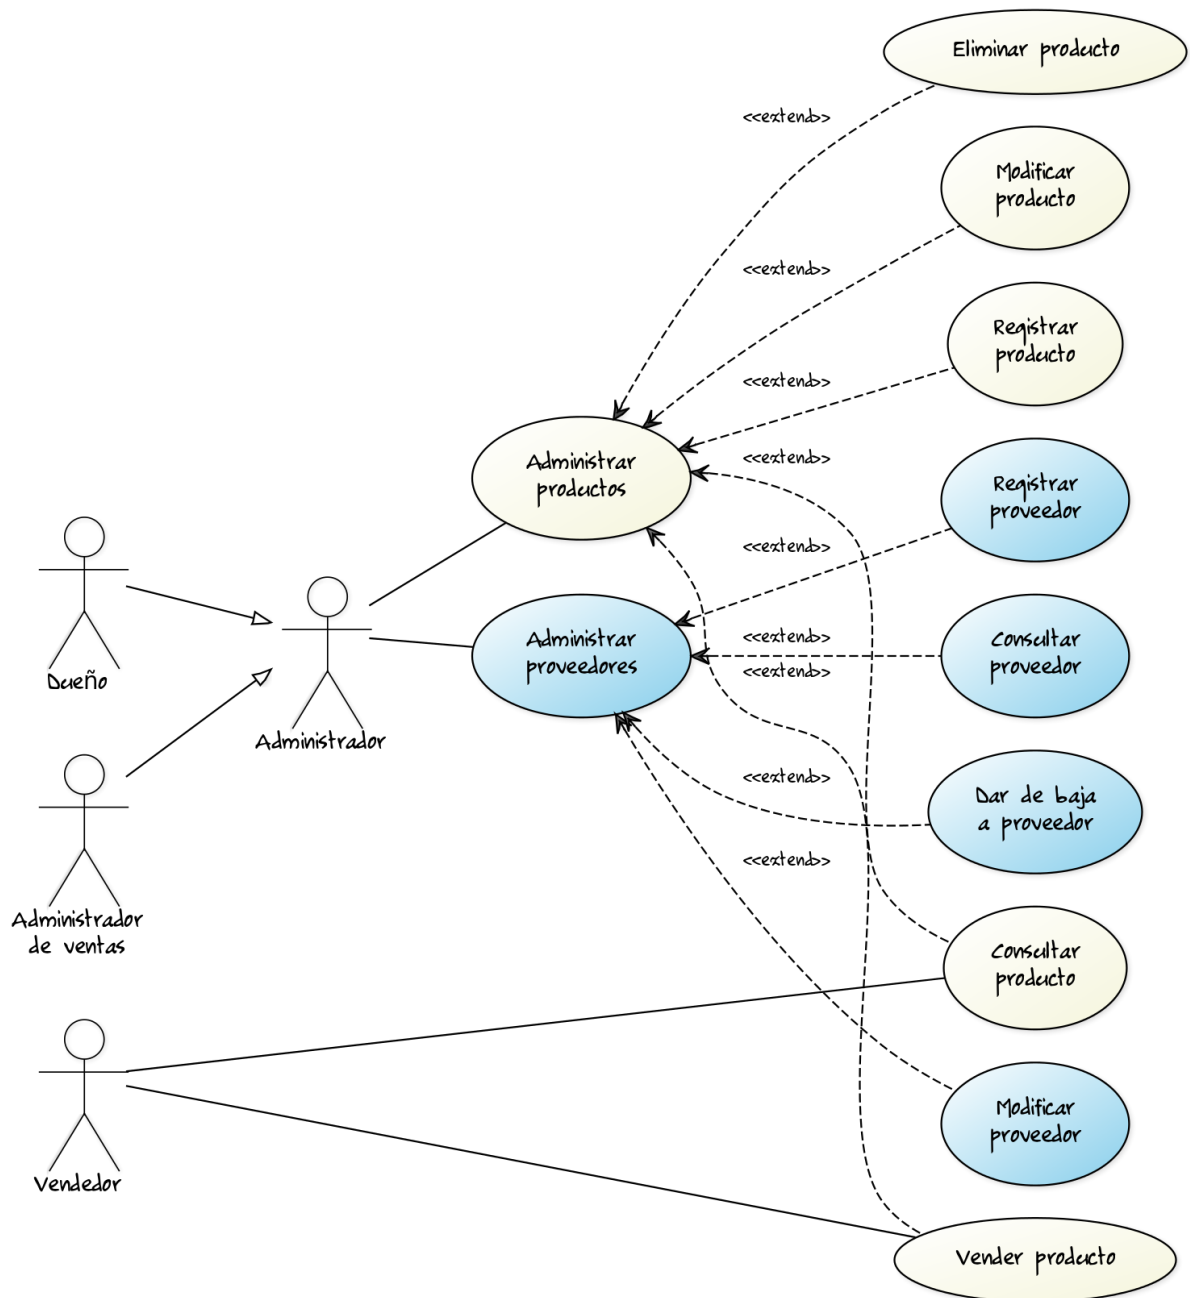 Eliminar producto
<<extend>>
Modificar
producto
<<extend>>
Registrar
producto
<<extend>>
Administrar
productos
<<extend>>
Registrar
proveedor
<<extend>>
Administrar
proveedores
<<extend>>
<<extend>>
Consultar
proveedor
Dueño
Administrador
<<extend>>
Dar de baja
a proveedor
<<extend>>
Administrador
de ventas
Consultar
producto
Modificar
proveedor
Vendedor
Vender producto